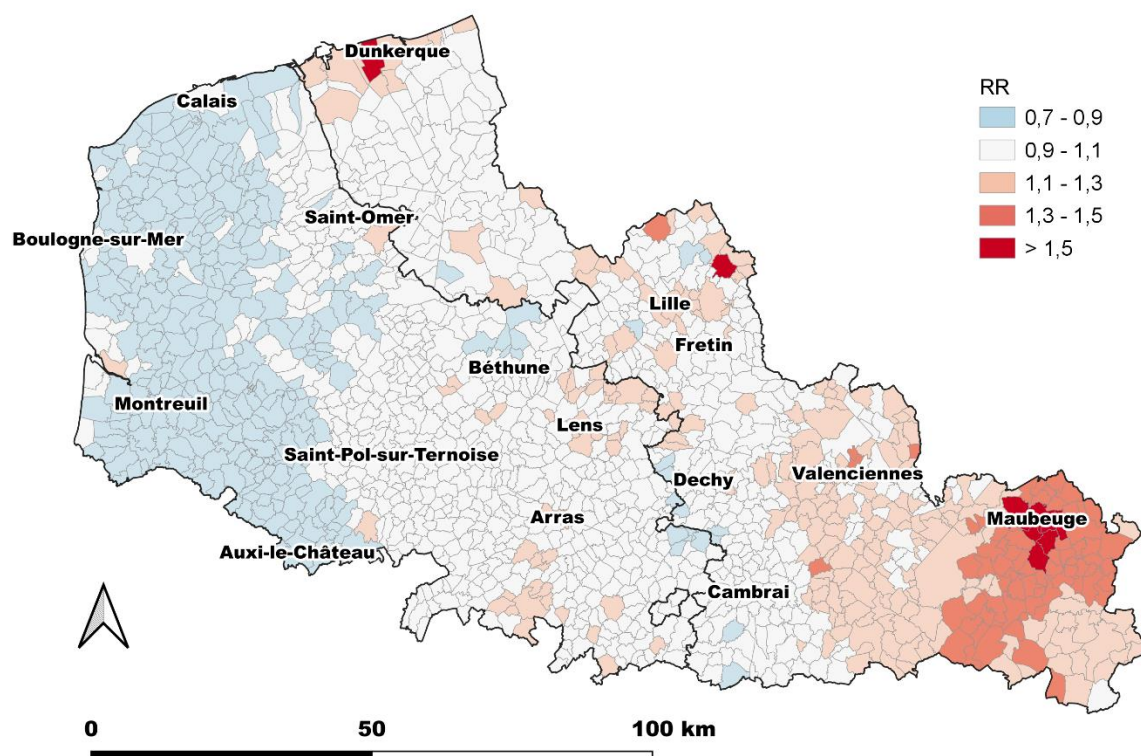 Dunkerque
Calais
Saint-Omer
Boulogne-sur-Mer
Lille
Fretin
Béthune
Montreuil
Lens
Saint-Pol-sur-Ternoise
Dechy
Valenciennes
Arras
Maubeuge
Auxi-le-Château
Cambrai
RR
0,7 - 0,9
0,9 - 1,1
1,1 - 1,3
1,3 - 1,5
> 1,5
0 50 100 km